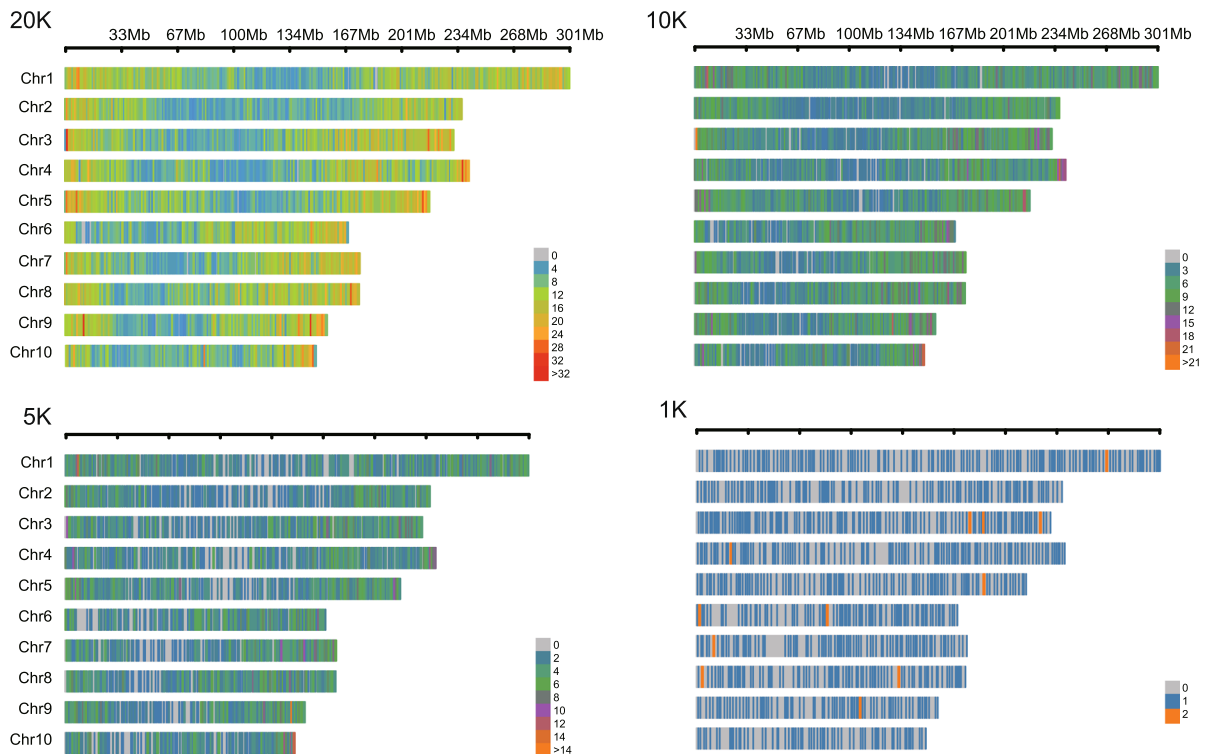 20K
33Mb 67Mb 100Mb 134Mb 167Mb 201Mb 234Mb 268Mb 301Mb
Chr1
Chr2
Chr3
Chr4
Chr5
Chr6
Chr7
Chr8
Chr9
Chr10
0
4
8
12
16
20
24
28
32
>32
10K
33Mb 67Mb 100Mb 134Mb 167Mb 201Mb 234Mb 268Mb 301Mb
0
3
6
9
12
15
18
21
>21
5K
Chr1
Chr2
Chr3
Chr4
Chr5
Chr6
Chr7
Chr8
Chr9
Chr10
0
2
4
6
8
10
12
14
>14
1K
0
1
2